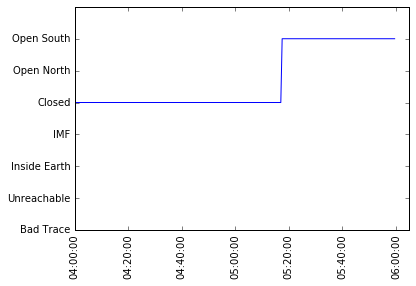 Open South
Open North
Closed
IMF
Inside Earth
Unreachable
Bad Trace
04:00:00
04:20:00
04:40:00
05:00:00
05:20:00
05:40:00
06:00:00